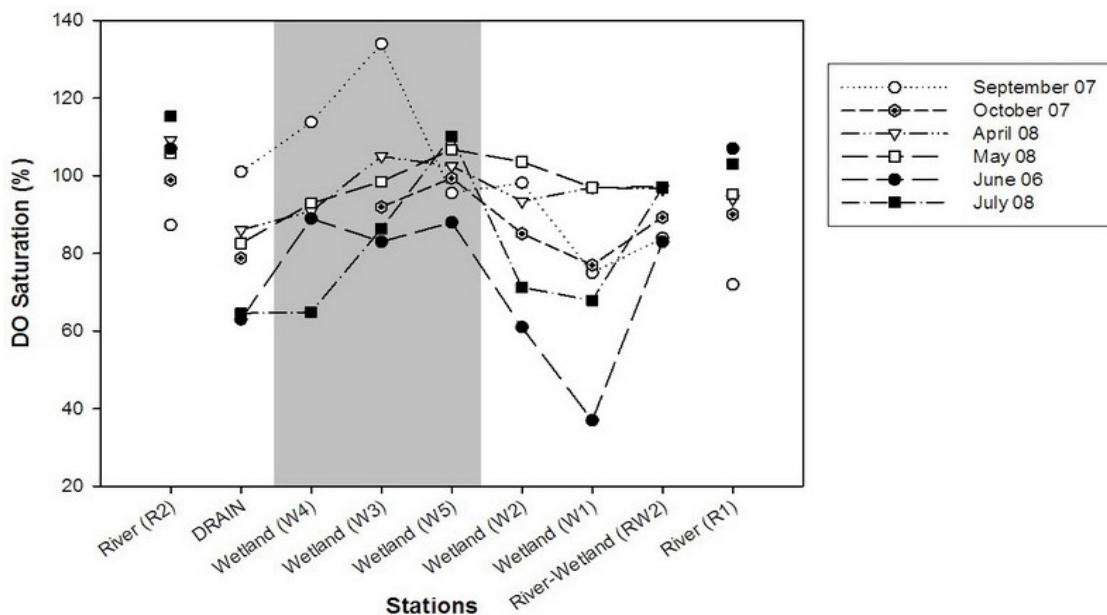 140
120
100
80
60
40
20
DO Saturation (%)
River (R2)
DRAIN
Wetland (W4)
Wetland (W3)
Wetland (W5)
Wetland (W2)
Wetland (W1)
River-Wetland (RW2)
River (R1)
Stations
September 07
October 07
April 08
May 08
June 06
July 08